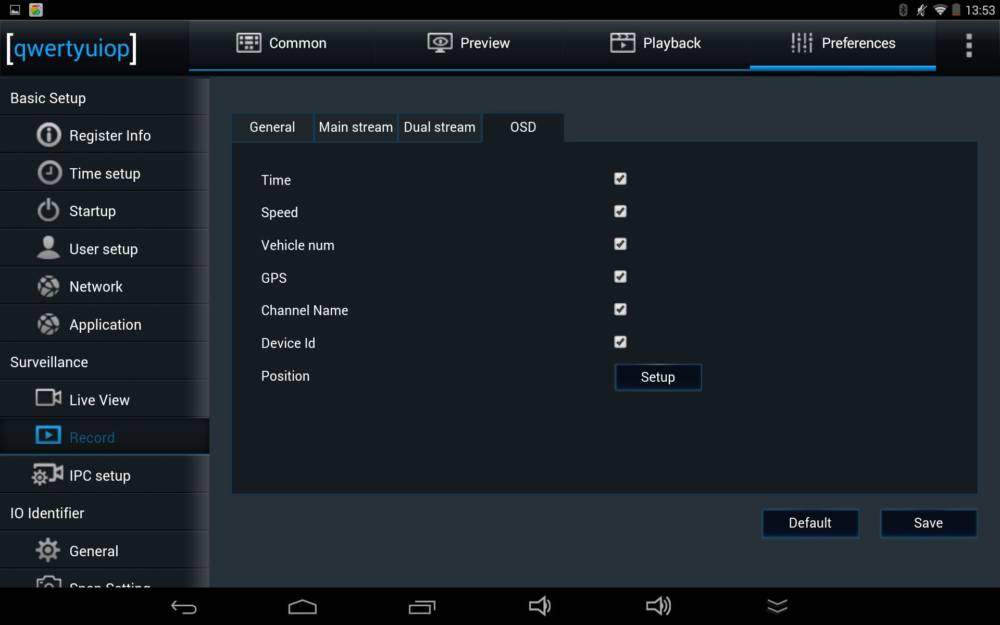 13:53
[qwertyuiop]
Common
Preview
Playback
Preferences
Basic Setup
Register Info
Time setup
Startup
User setup
Network
Application
Surveillance
Live View
Record
IPC setup
IO Identifier
General
Snap Setting
General
Main stream
Dual stream
OSD
Time
Speed
Vehicle num
GPS
Channel Name
Device Id
Position
Setup
Default
Save